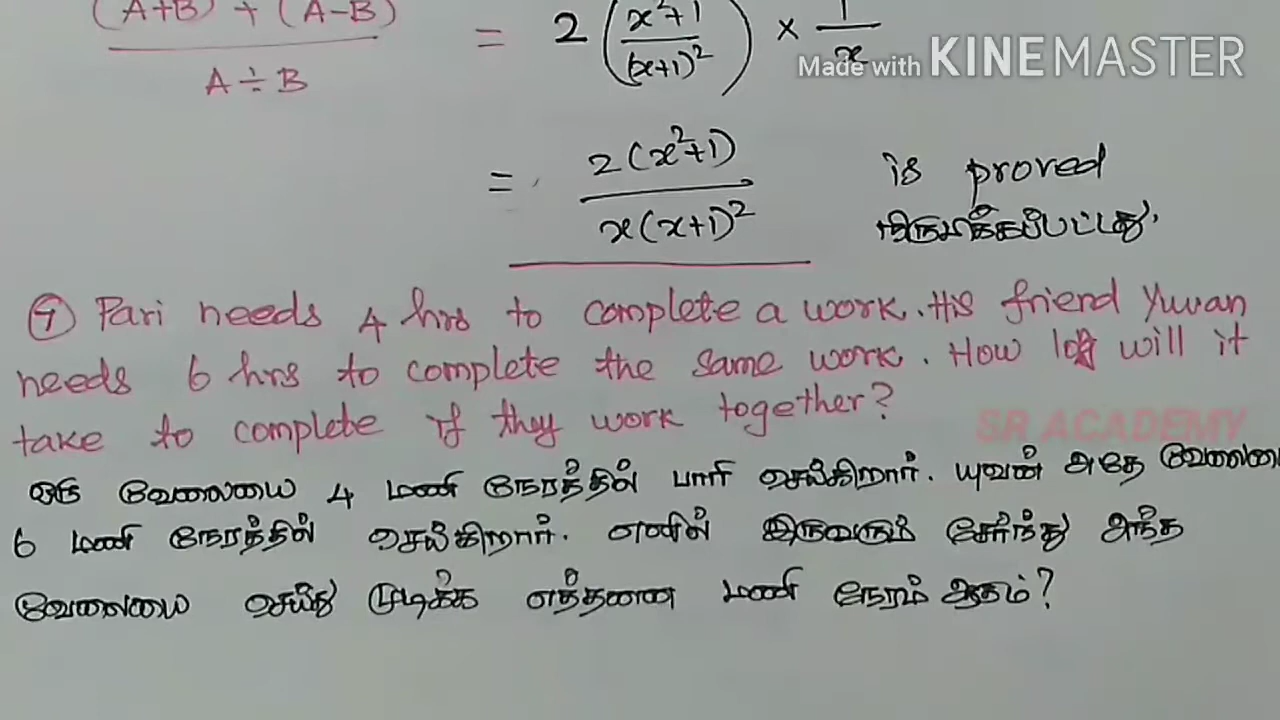 (A+B) + (A-B) / A ÷ B = 2 (x²+1 / (x+1)²) × 1/x
Made with KINEMASTER
= 2(x²+1) / x(x+1)² is proved
நிரூபிக்கப்பட்டது.
⑦ Pari needs 4 hrs to complete a work. His friend Yuvan
needs 6 hrs to complete the same work. How will it
take to complete if they work together?
SR ACADEMY
ஒரு வேலையை 4 மணி நேரத்தில் பாரி செய்கிறார். யுவன் அதே வேலையை
6 மணி நேரத்தில் செய்கிறார். எனில் இருவரும் சேர்ந்து அந்த
வேலையை செய்து முடிக்க எத்தனை மணி நேரம் ஆகும்?